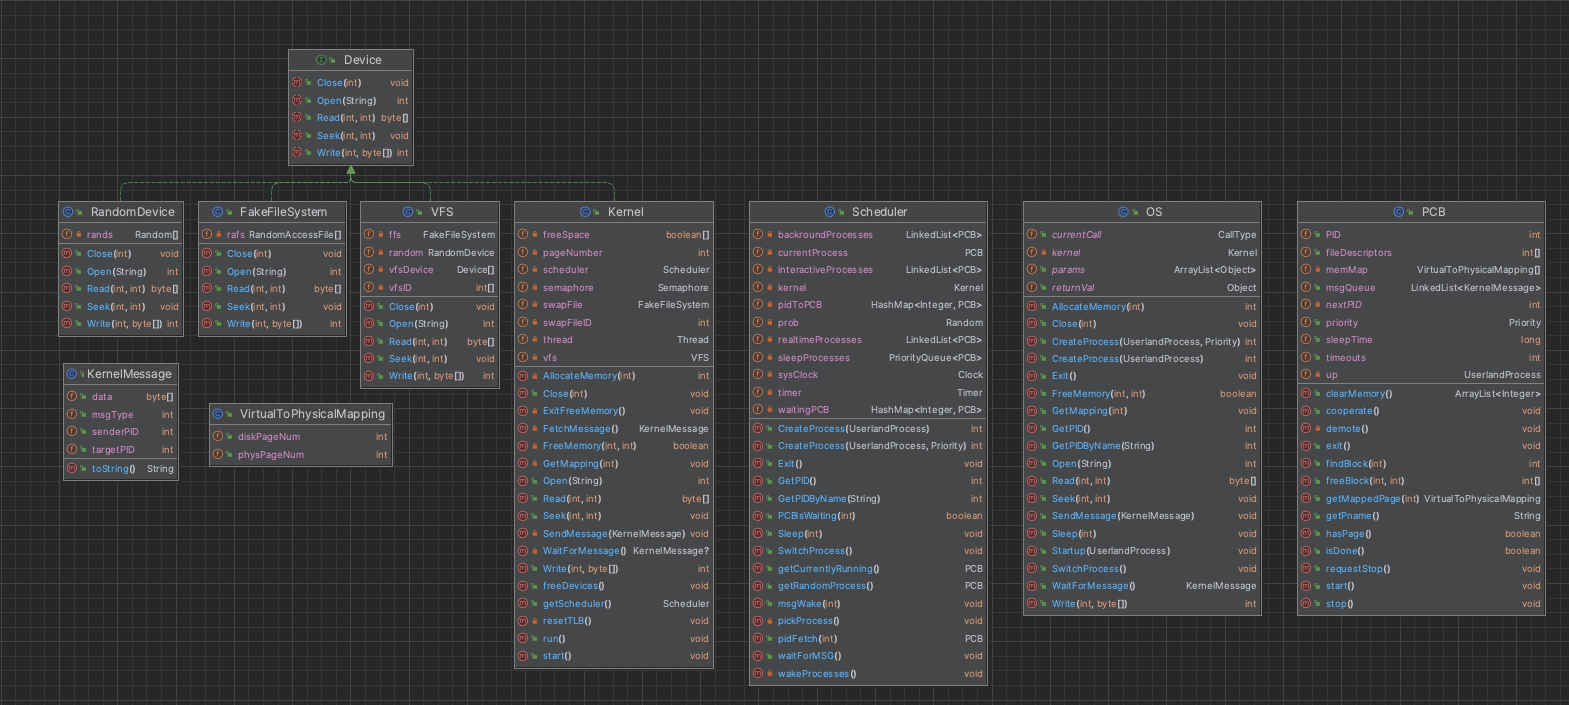 Device
Close(int) void
Open(String) int
Read(int, int) byte[]
Seek(int, int) void
Write(int, byte[]) int
RandomDevice
rands Random[]
Close(int) void
Open(String) int
Read(int, int) byte[]
Seek(int, int) void
Write(int, byte[]) int
FakeFileSystem
rafs RandomAccessFile[]
Close(int) void
Open(String) int
Read(int, int) byte[]
Seek(int, int) void
Write(int, byte[]) int
VFS
ffs FakeFileSystem
random RandomDevice
vfsDevice Device[]
vfsID int[]
Close(int) void
Open(String) int
Read(int, int) byte[]
Seek(int, int) void
Write(int, byte[]) int
Kernel
freeSpace boolean[]
pageNumber int
scheduler Scheduler
semaphore Semaphore
swapFile FakeFileSystem
swapFileID int
thread Thread
vfs VFS
AllocateMemory(int) int
Close(int) void
ExitFreeMemory() void
FetchMessage() KernelMessage
FreeMemory(int, int) boolean
GetMapping(int) void
Open(String) int
Read(int, int) byte[]
Seek(int, int) void
SendMessage(KernelMessage) void
WaitForMessage() KernelMessage?
Write(int, byte[]) int
freeDevices() void
getScheduler() Scheduler
resetTLB() void
run() void
start() void
Scheduler
backroundProcesses LinkedList<PCB>
currentProcess PCB
interactiveProcesses LinkedList<PCB>
kernel Kernel
pidToPCB HashMap<Integer, PCB>
prob Random
realtimeProcesses LinkedList<PCB>
sleepProcesses PriorityQueue<PCB>
sysClock Clock
timer Timer
waitingPCB HashMap<Integer, PCB>
CreateProcess(UserlandProcess) int
CreateProcess(UserlandProcess, Priority) int
Exit() void
GetPID() int
GetPIDByName(String) int
PCBisWaiting(int) boolean
Sleep(int) void
SwitchProcess() void
getCurrentlyRunning() PCB
getRandomProcess() PCB
msgWake(int) void
pickProcess() void
pidFetch(int) PCB
waitForMSG() void
wakeProcesses() void
OS
currentCall CallType
kernel Kernel
params ArrayList<Object>
returnVal Object
AllocateMemory(int) int
Close(int) void
CreateProcess(UserlandProcess, Priority) int
CreateProcess(UserlandProcess) int
Exit() void
FreeMemory(int, int) boolean
GetMapping(int) void
GetPID() int
GetPIDByName(String) int
Open(String) int
Read(int, int) byte[]
Seek(int, int) void
SendMessage(KernelMessage) void
Sleep(int) void
Startup(UserlandProcess) void
SwitchProcess() void
WaitForMessage() KernelMessage
Write(int, byte[]) int
PCB
PID int
fileDescriptors int[]
memMap VirtualToPhysicalMapping[]
msgQueue LinkedList<KernelMessage>
nextPID int
priority Priority
sleepTime long
timeouts int
up UserlandProcess
clearMemory() ArrayList<Integer>
cooperate() void
demote() void
exit() void
findBlock(int) int
freeBlock(int, int) int[]
getMappedPage(int) VirtualToPhysicalMapping
getPname() String
hasPage() boolean
isDone() boolean
requestStop() void
start() void
stop() void
KernelMessage
data byte[]
msgType int
senderPID int
targetPID int
toString() String
VirtualToPhysicalMapping
diskPageNum int
physPageNum int